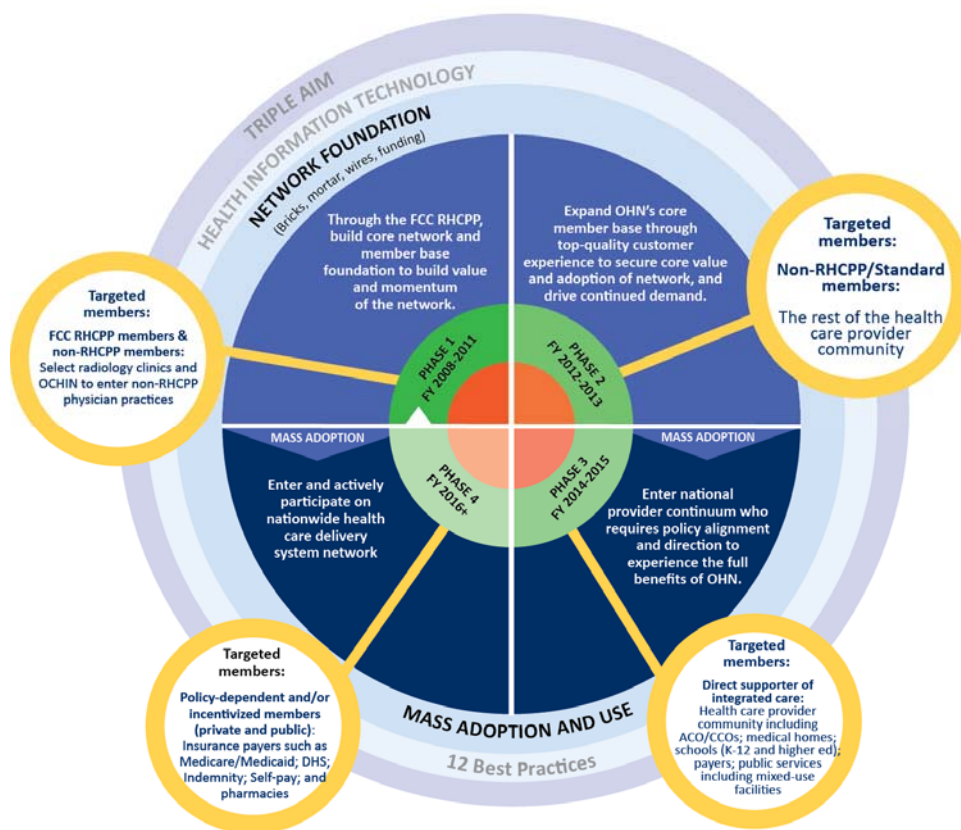 TRIPLE AIM
HEALTH INFORMATION TECHNOLOGY
NETWORK FOUNDATION
(Bricks, mortar, wires, funding)
Through the FCC RHCPP,
build core network and
member base
foundation to build value
and momentum
of the network.
Expand OHN's core
member base through
top-quality customer
experience to secure core value
and adoption of network, and
drive continued demand.
Targeted
members:
Non-RHCPP/Standard
members:
The rest of the health
care provider
community
Targeted
members:
FCC RHCPP members &
non-RHCPP members:
Select radiology clinics and
OCHIN to enter non-RHCPP
physician practices
PHASE 1
FY 2008-2011
PHASE 2
FY 2012-2013
MASS ADOPTION
Enter and actively
participate on
nationwide health
care delivery
system network
PHASE 4
FY 2016+
PHASE 3
FY 2014-2015
MASS ADOPTION
Enter national
provider continuum who
requires policy alignment
and direction to
experience the full
benefits of OHN.
Targeted
members:
Policy-dependent and/or
incentivized members
(private and public):
Insurance payers such as
Medicare/Medicaid; DHS;
Indemnity; Self-pay; and
pharmacies
Targeted
members:
Direct supporter of
integrated care:
Health care provider
community including
ACO/CCOs; medical homes;
schools (K-12 and higher ed);
payers; public services
including mixed-use
facilities
MASS ADOPTION AND USE
12 Best Practices